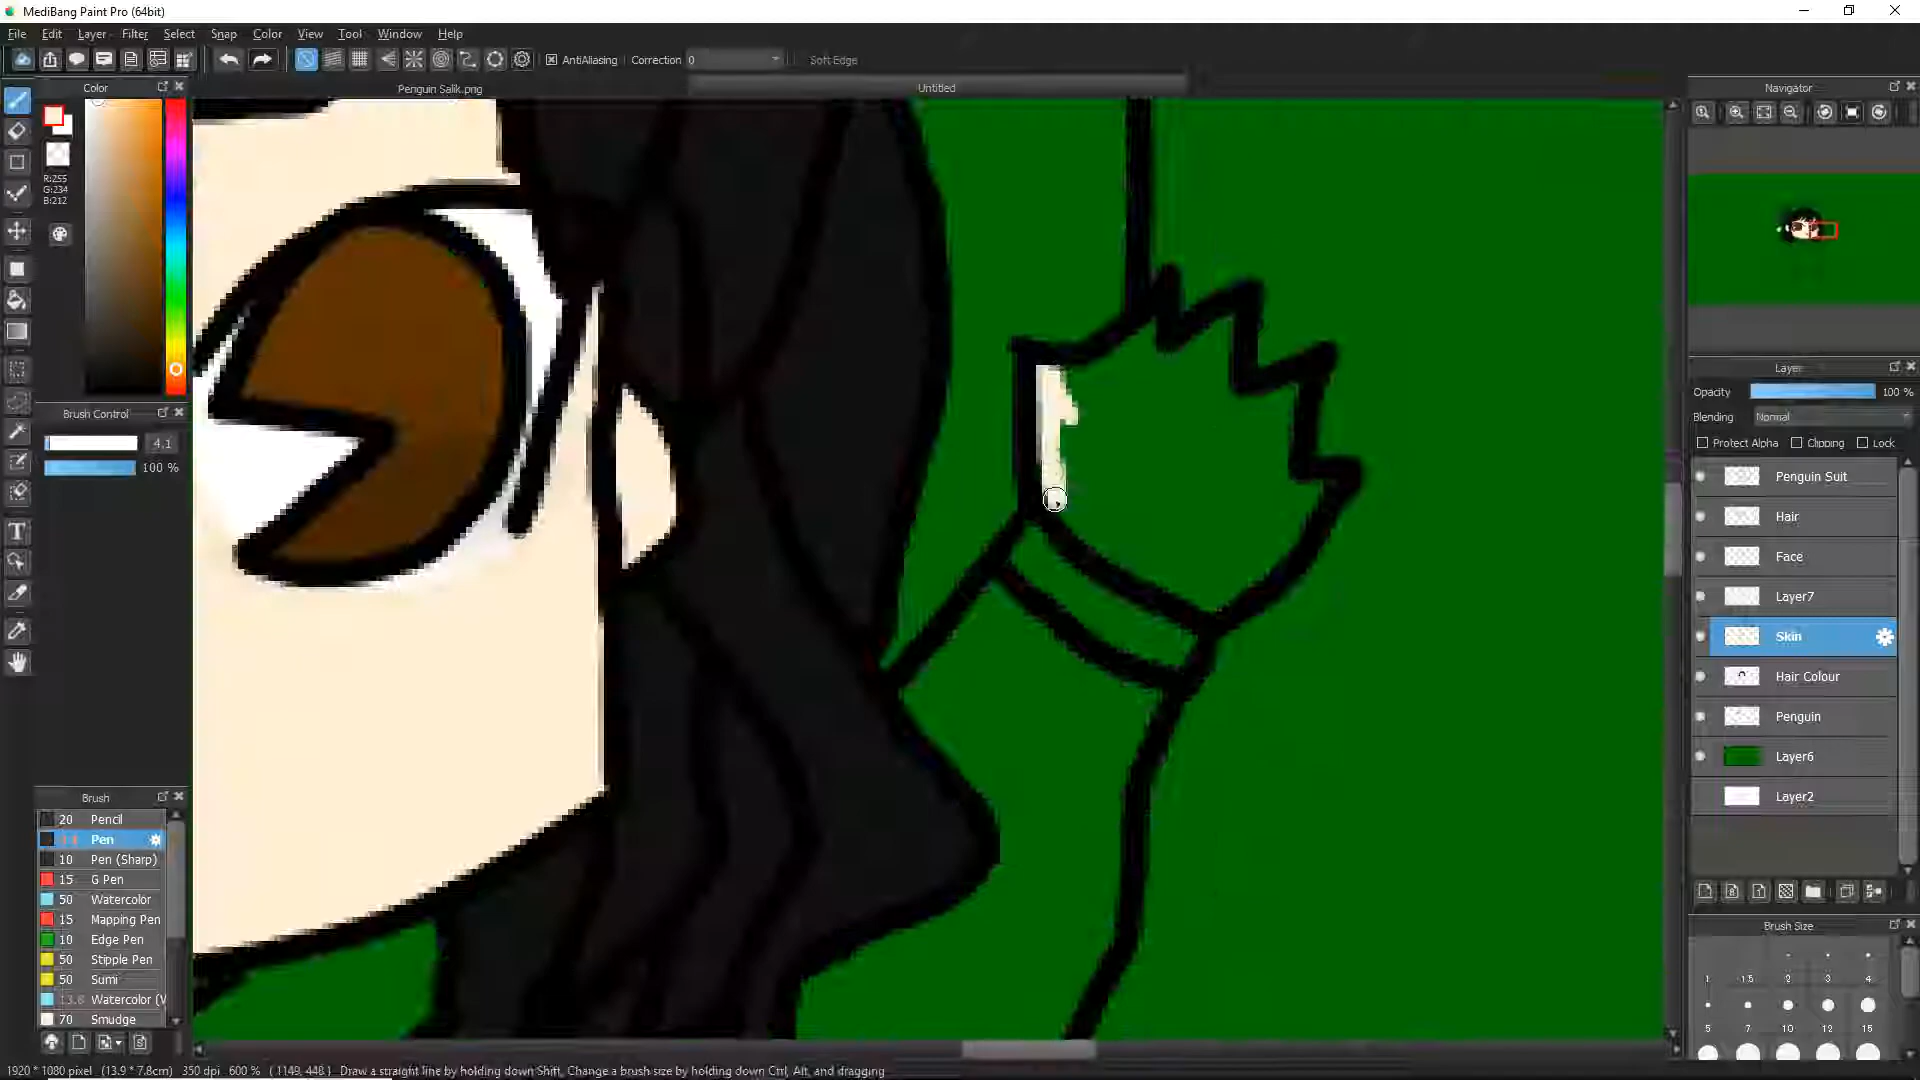 MediBang Paint Pro (64bit)
File Edit Layer Filter Select Snap Color View Tool Window Help
AntiAliasing Correction 0 Soft Edge
Color
Penguin Salik.png
Untitled
Navigator
R:255
G:234
B:212
Layer
Opacity 100 %
Blending Normal
Protect Alpha Clipping Lock
Brush Control
4.1
100 %
Penguin Suit
Hair
Face
Layer7
Skin
Hair Colour
Penguin
Layer6
Layer2
Brush
20 Pencil
Pen
10 Pen (Sharp)
15 G Pen
50 Watercolor
15 Mapping Pen
10 Edge Pen
50 Stipple Pen
50 Sumi
13.8 Watercolor (V
70 Smudge
Brush Size
1 1.5 2 3 4
5 7 10 12 15
1920 * 1080 pixel (13.9 * 7.8cm) 350 dpi 600 % ( 1149, 448 ) Draw a straight line by holding down Shift, Change a brush size by holding down Ctrl, Alt, and dragging